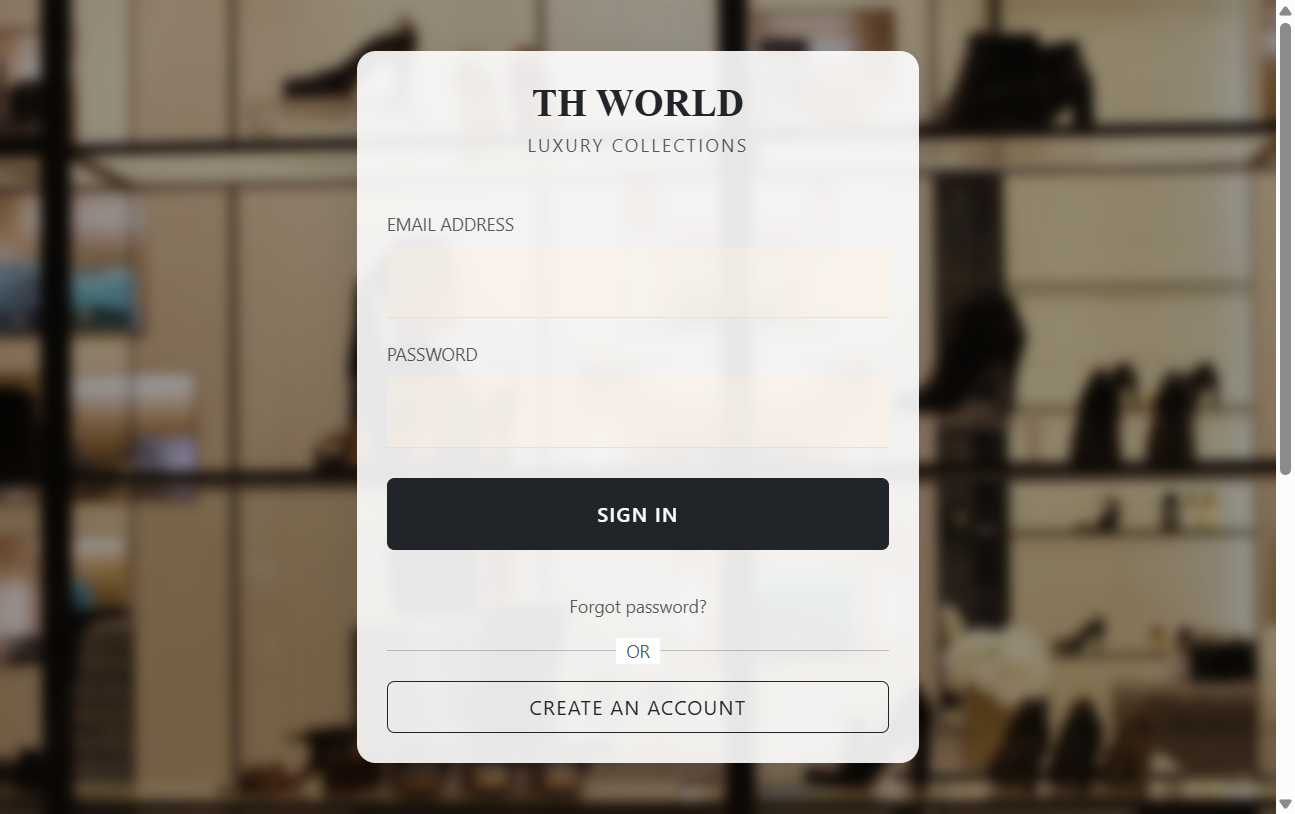 TH WORLD
LUXURY COLLECTIONS
EMAIL ADDRESS
PASSWORD
SIGN IN
Forgot password?
OR
CREATE AN ACCOUNT